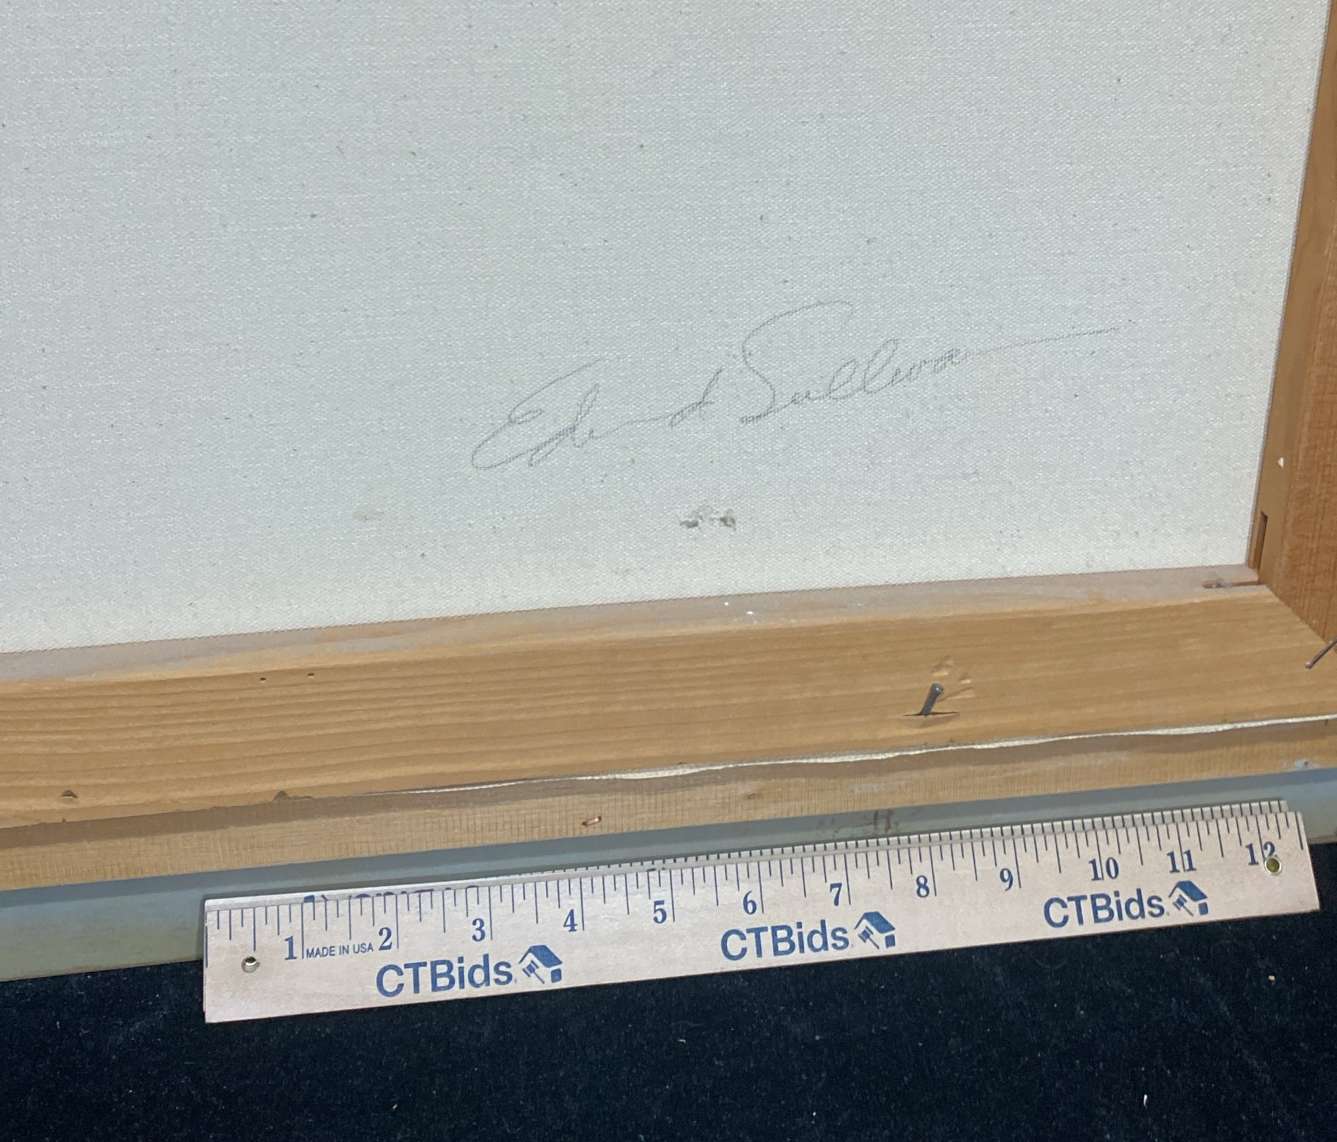 Edward Sullivan
1 MADE IN USA 2 3 4 5 6 7 8 9 10 11 12
CTBids CTBids CTBids